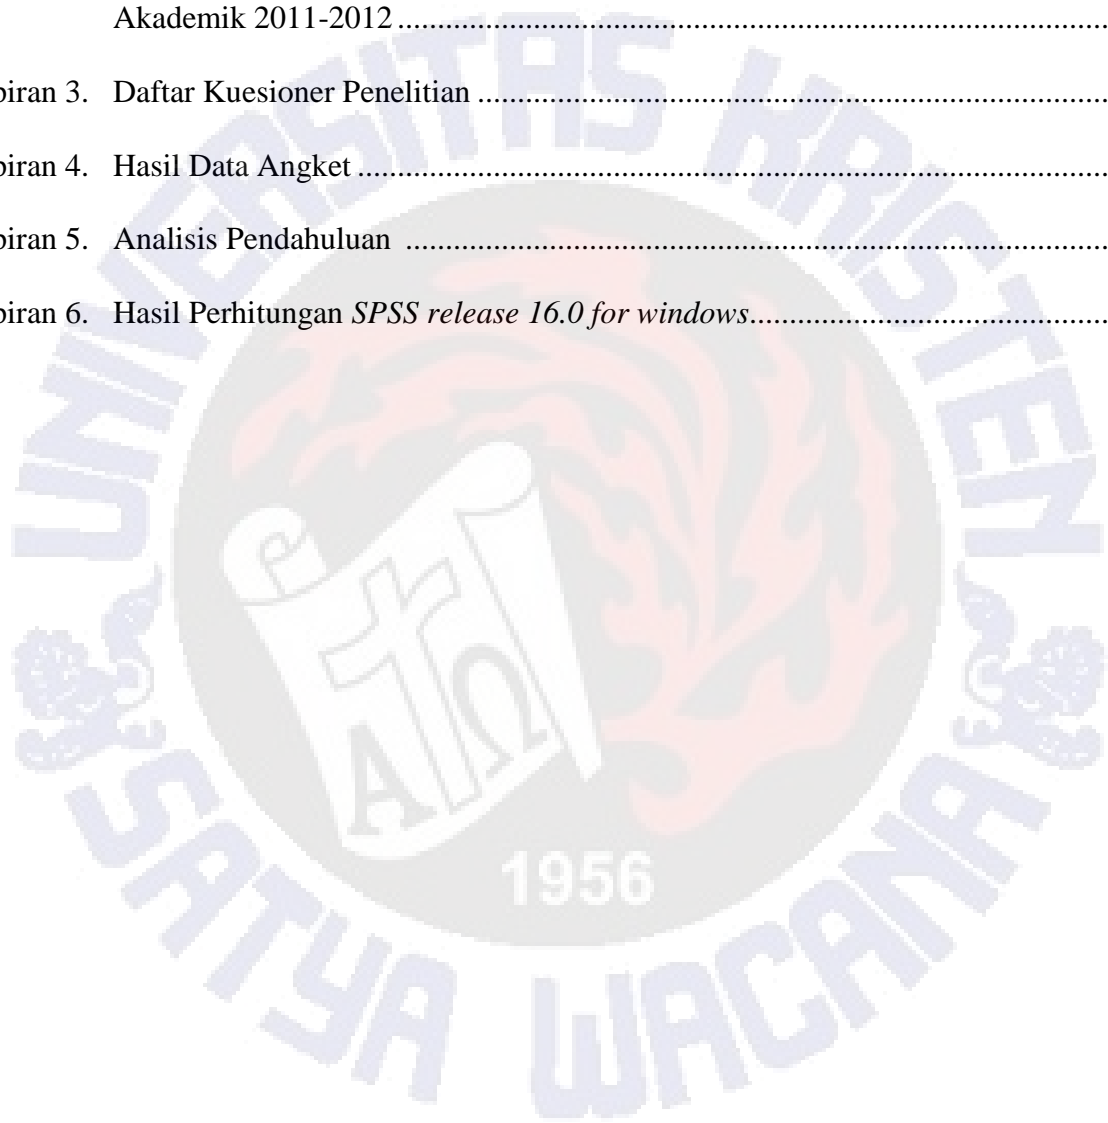 Akademik 2011-2012 ........................................................................................
piran 3. Daftar Kuesioner Penelitian ..............................................................................
piran 4. Hasil Data Angket .............................................................................................
piran 5. Analisis Pendahuluan .......................................................................................
piran 6. Hasil Perhitungan SPSS release 16.0 for windows.............................................
UNIVERSITAS KRISTEN
SATYA WACANA
Α Ω
1956